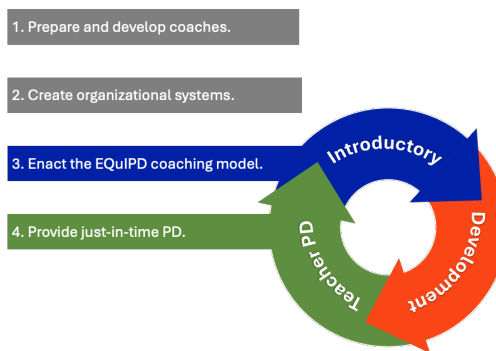 1. Prepare and develop coaches.
2. Create organizational systems.
3. Enact the EQuIPD coaching model.
4. Provide just-in-time PD.
Introductory
Development
Teacher PD